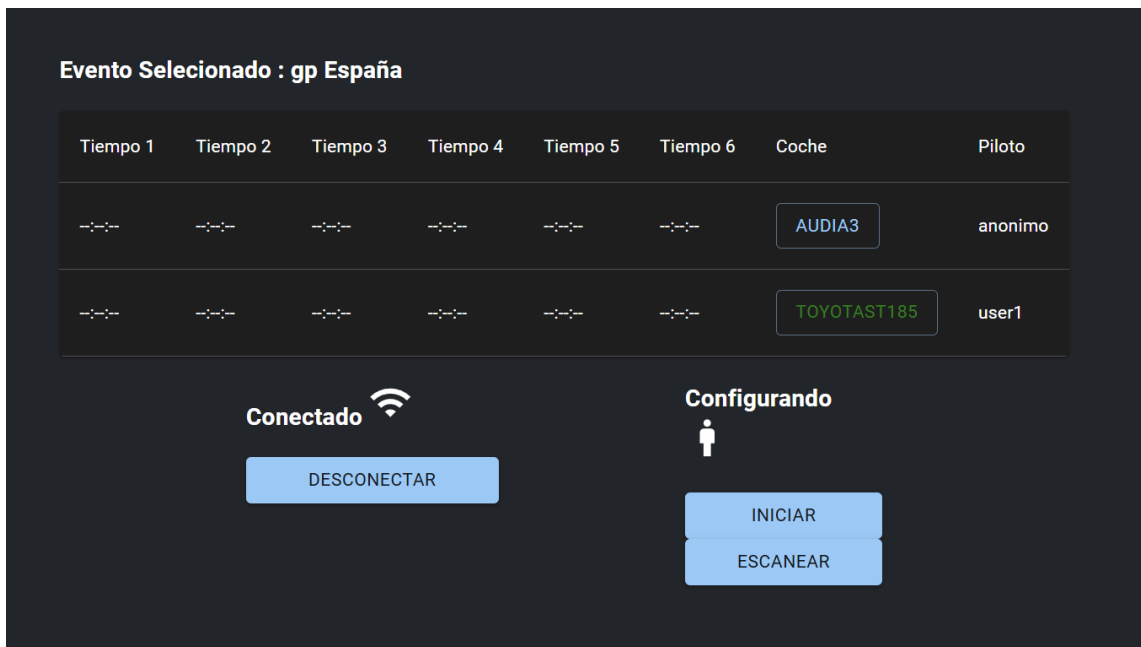 Evento Selecionado : gp España
Tiempo 1 Tiempo 2 Tiempo 3 Tiempo 4 Tiempo 5 Tiempo 6 Coche Piloto
--:--:-- --:--:-- --:--:-- --:--:-- --:--:-- --:--:-- AUDIA3 anonimo
--:--:-- --:--:-- --:--:-- --:--:-- --:--:-- --:--:-- TOYOTAST185 user1
Conectado
DESCONECTAR
Configurando
INICIAR
ESCANEAR